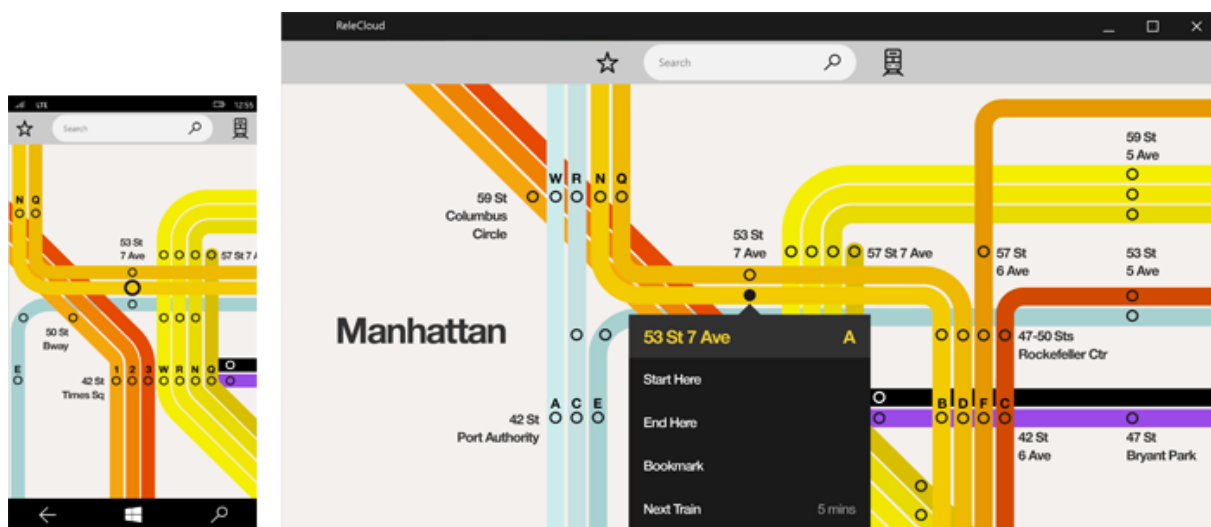 LTE
12:55
Search
N Q
53 St
7 Ave
57 St 7 A
50 St
Bway
E
42 St
Times Sq
1 2 3 W R N Q
ReleCloud
Search
59 St
5 Ave
W R N Q
59 St
Columbus
Circle
53 St
7 Ave
57 St 7 Ave
57 St
6 Ave
53 St
5 Ave
Manhattan
53 St 7 Ave A
Start Here
End Here
Bookmark
Next Train 5 mins
47-50 Sts
Rockefeller Ctr
A C E
42 St
Port Authority
B D F C
42 St
6 Ave
47 St
Bryant Park